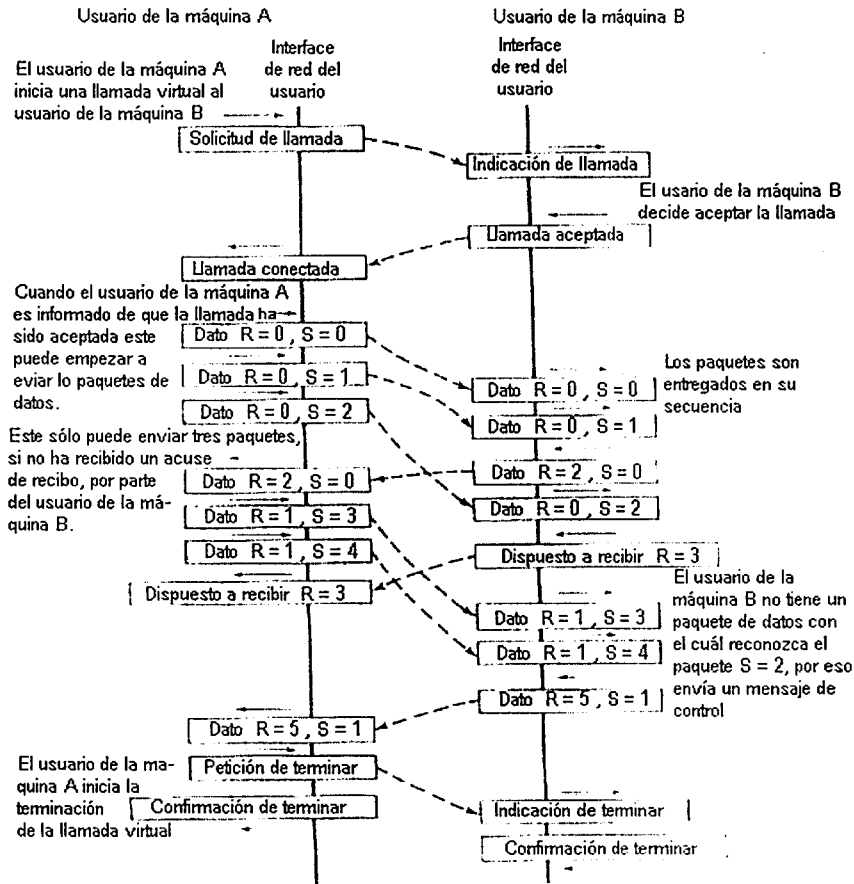 Usuario de la máquina A
Usuario de la máquina B
Interface
de red del
usuario
Interface
de red del
usuario
El usuario de la máquina A
inicia una llamada virtual al
usuario de la máquina B
Solicitud de llamada
Indicación de llamada
El usario de la máquina B
decide aceptar la llamada
Llamada aceptada
Llamada conectada
Cuando el usuario de la máquina A
es informado de que la llamada ha
sido aceptada este
puede empezar a
eviar lo paquetes de
datos.
Dato R=0, S=0
Dato R=0, S=1
Dato R=0, S=2
Dato R=0, S=0
Dato R=0, S=1
Los paquetes son
entregados en su
secuencia
Este sólo puede enviar tres paquetes,
si no ha recibido un acuse
de recibo, por parte
del usuario de la má-
quina B.
Dato R=2, S=0
Dato R=2, S=0
Dato R=0, S=2
Dato R=1, S=3
Dato R=1, S=4
Dispuesto a recibir R=3
Dispuesto a recibir R=3
El usuario de la
máquina B no tiene un
paquete de datos con
el cuál reconozca el
paquete S = 2, por eso
envía un mensaje de
control
Dato R=1, S=3
Dato R=1, S=4
Dato R=5, S=1
Dato R=5, S=1
El usuario de la ma-
quina A inicia la
terminación
de la llamada virtual
Petición de terminar
Confirmación de terminar
Indicación de terminar
Confirmación de terminar